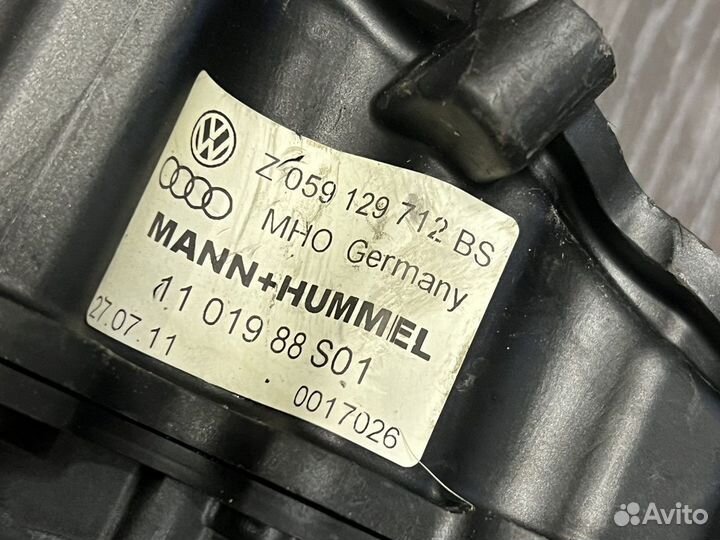 Z 059 129 712 BS
MHO Germany
MANN+HUMMEL
11 019 88 S01
27.07.11
0017026
Avito